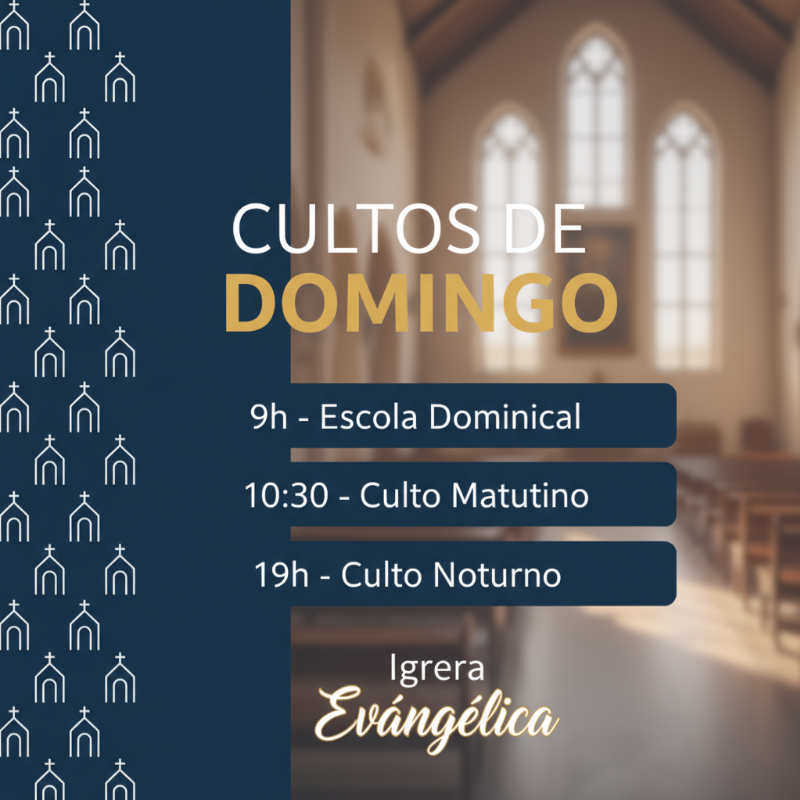 CULTOS DE
DOMINGO
9h - Escola Dominical
10:30 - Culto Matutino
19h - Culto Noturno
Igrera
Evángélica